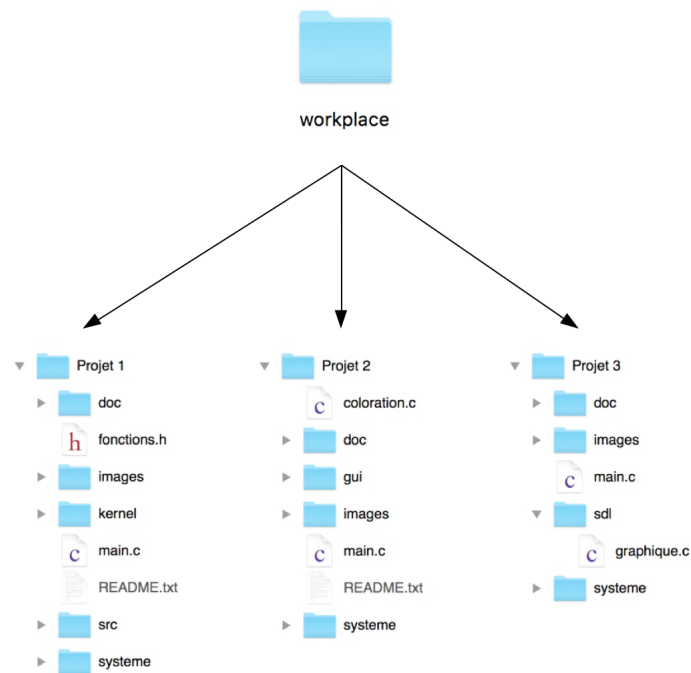 workplace
Projet 1
doc
h fonctions.h
images
kernel
c main.c
README.txt
src
systeme
Projet 2
c coloration.c
doc
gui
images
c main.c
README.txt
systeme
Projet 3
doc
images
c main.c
sdl
c graphique.c
systeme